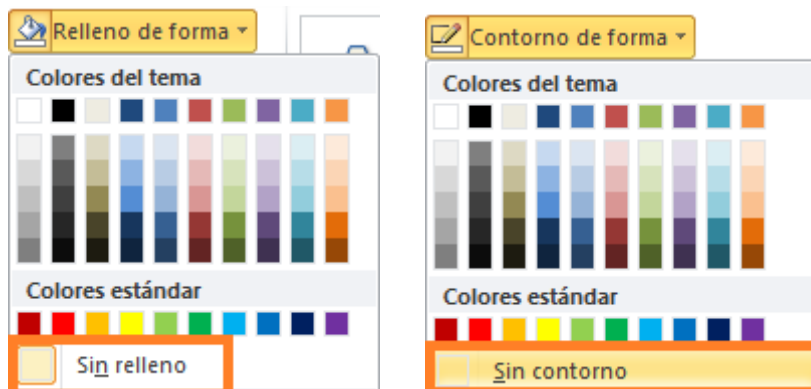 Relleno de forma
Colores del tema
Colores estándar
Sin relleno
Contorno de forma
Colores del tema
Colores estándar
Sin contorno